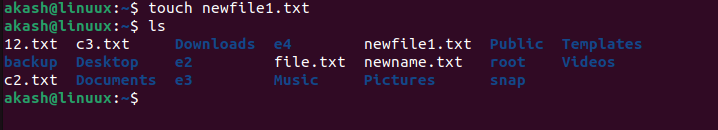 akash@linuux:~$ touch newfile1.txt
akash@linuux:~$ ls
12.txt  c3.txt     Downloads  e4        newfile1.txt  Public  Templates
backup  Desktop    e2         file.txt  newname.txt   root    Videos
c2.txt  Documents  e3         Music     Pictures      snap
akash@linuux:~$